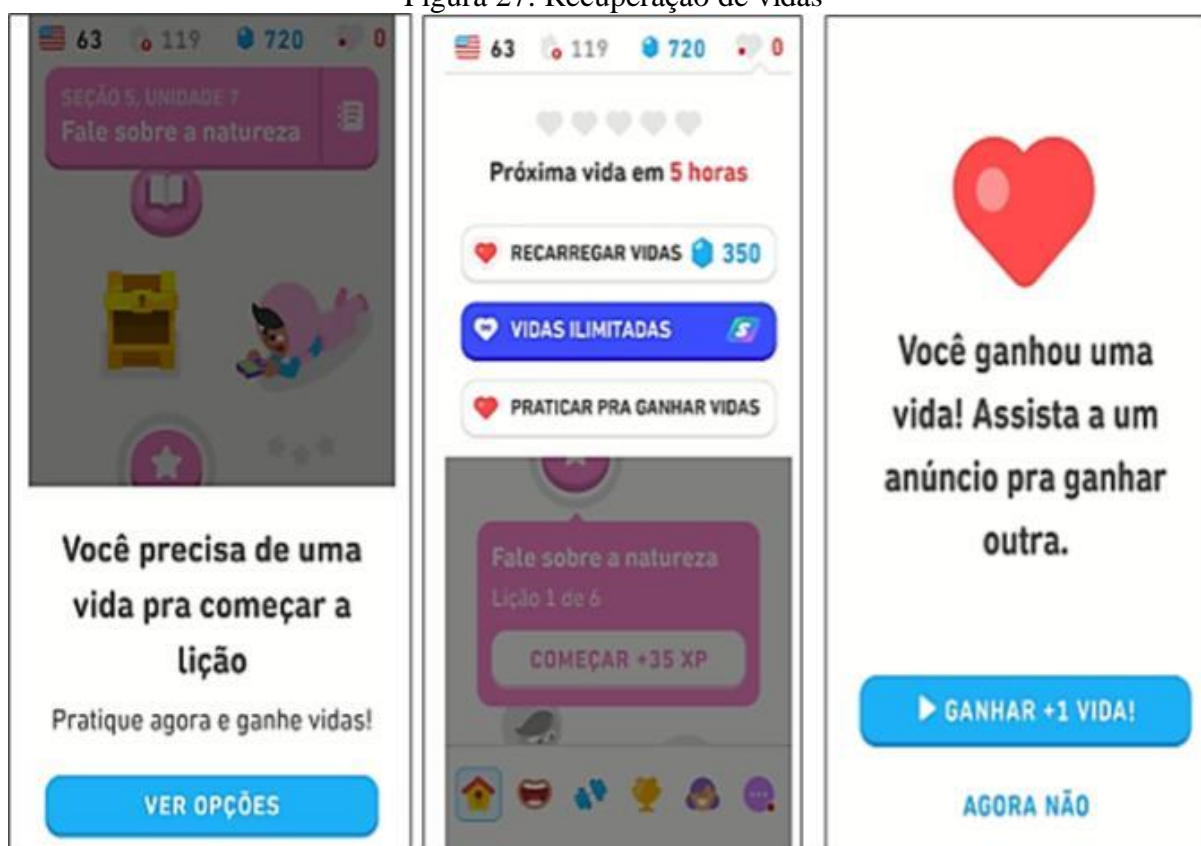 Figura 27: Recuperação de vidas
63 119 720 0
SEÇÃO 5, UNIDADE 7
Fale sobre a natureza
Você precisa de uma
vida pra começar a
lição
Pratique agora e ganhe vidas!
VER OPÇÕES
63 119 720 0
Próxima vida em 5 horas
RECARREGAR VIDAS 350
VIDAS ILIMITADAS S
PRATICAR PRA GANHAR VIDAS
Fale sobre a natureza
Lição 1 de 6
COMEÇAR +35 XP
Você ganhou uma
vida! Assista a um
anúncio pra ganhar
outra.
GANHAR +1 VIDA!
AGORA NÃO